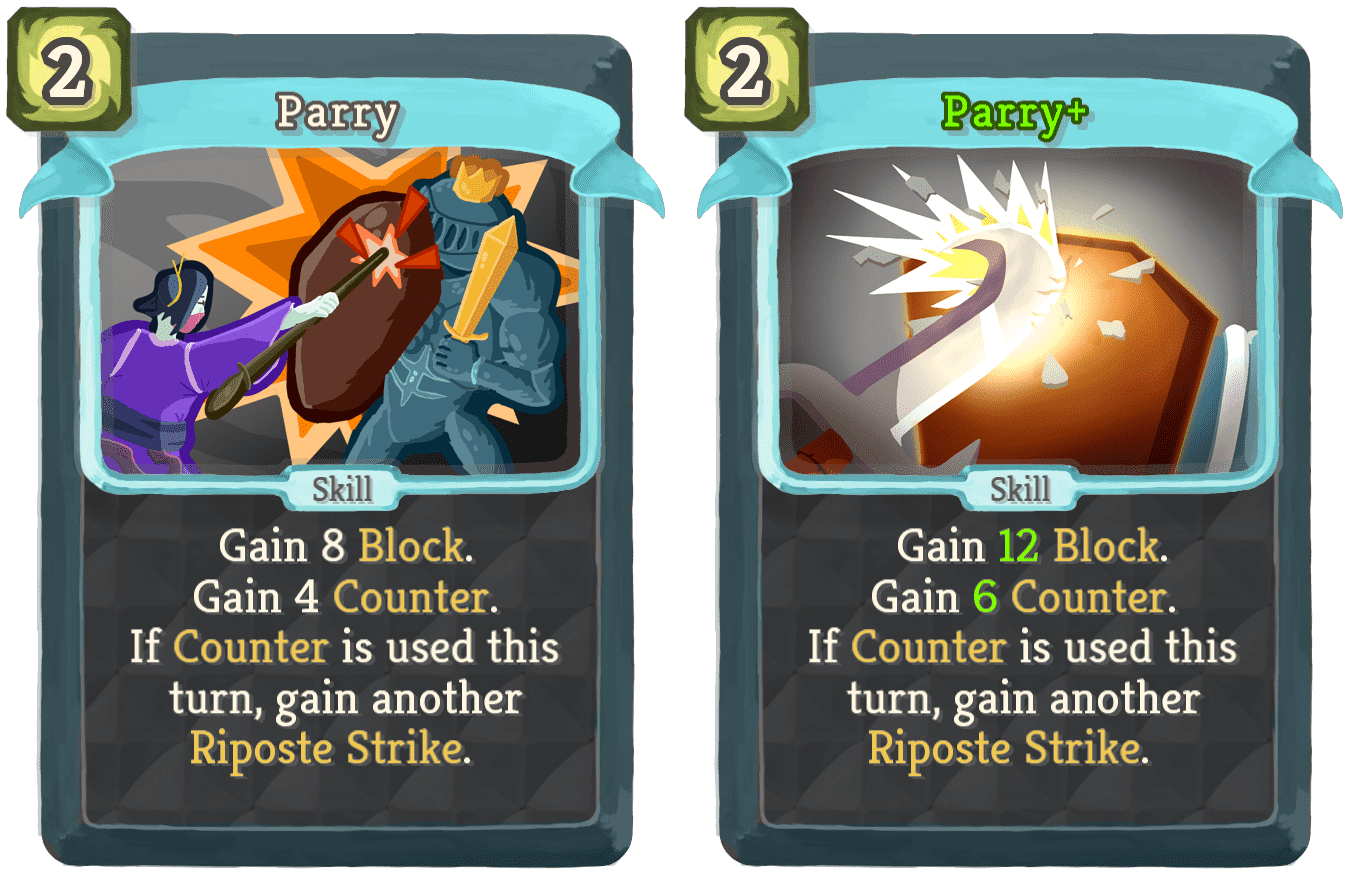 2
Parry
Skill
Gain 8 Block.
Gain 4 Counter.
If Counter is used this
turn, gain another
Riposte Strike.
2
Parry+
Skill
Gain 12 Block.
Gain 6 Counter.
If Counter is used this
turn, gain another
Riposte Strike.